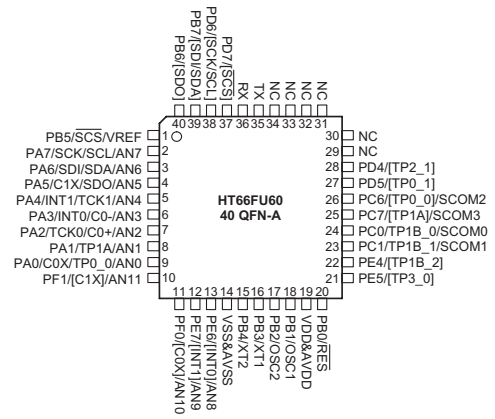 PB6/[SDO]
PB7/[SDI/SDA]
PD6/[SCK/SCL]
PD7/[SCS]
RX
TX
NC
NC
NC
NC
40 39 38 37 36 35 34 33 32 31
PB5/SCS/VREF 1
PA7/SCK/SCL/AN7 2
PA6/SDI/SDA/AN6 3
PA5/C1X/SDO/AN5 4
PA4/INT1/TCK1/AN4 5
PA3/INT0/C0-/AN3 6
PA2/TCK0/C0+/AN2 7
PA1/TP1A/AN1 8
PA0/C0X/TP0_0/AN0 9
PF1/[C1X]/AN11 10
HT66FU60
40 QFN-A
30 NC
29 NC
28 PD4/[TP2_1]
27 PD5/[TP0_1]
26 PC6/[TP0_0]/SCOM2
25 PC7/[TP1A]/SCOM3
24 PC0/TP1B_0/SCOM0
23 PC1/TP1B_1/SCOM1
22 PE4/[TP1B_2]
21 PE5/[TP3_0]
11 12 13 14 15 16 17 18 19 20
PF0/[C0X]/AN10
PE7/[INT1]/AN9
PE6/[INT0]/AN8
VSS&AVSS
PB4/XT2
PB3/XT1
PB2/OSC2
PB1/OSC1
VDD&AVDD
PB0/RES